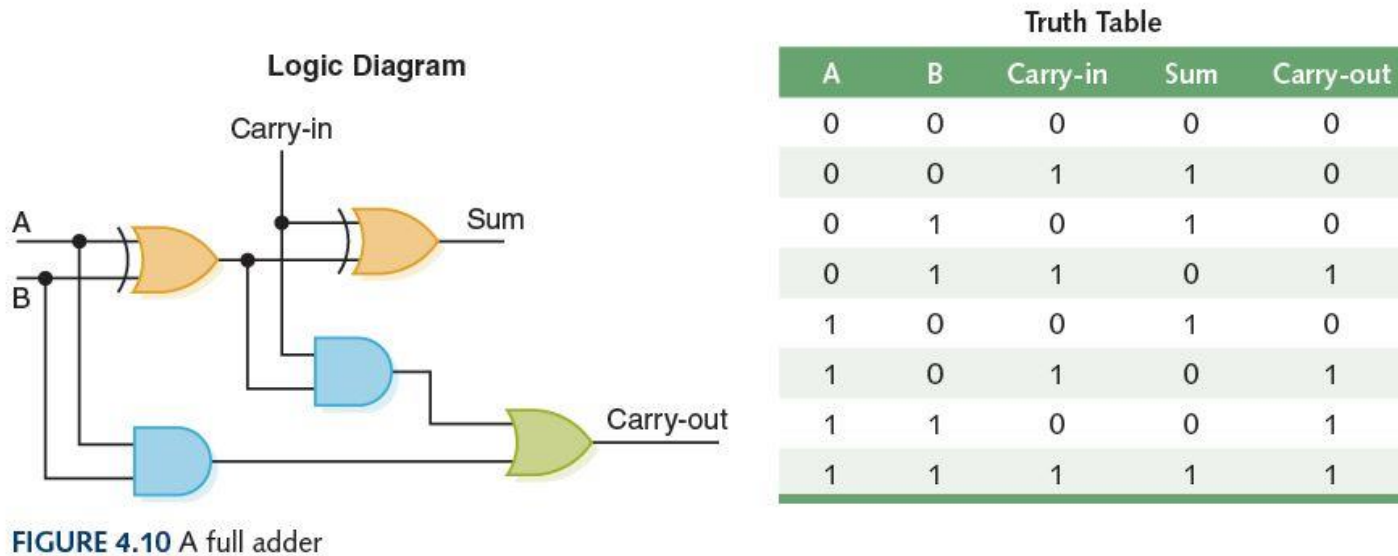 Logic Diagram
Carry-in
A
B
Sum
Carry-out
Truth Table
A B Carry-in Sum Carry-out
0 0 0 0 0
0 0 1 1 0
0 1 0 1 0
0 1 1 0 1
1 0 0 1 0
1 0 1 0 1
1 1 0 0 1
1 1 1 1 1
FIGURE 4.10 A full adder